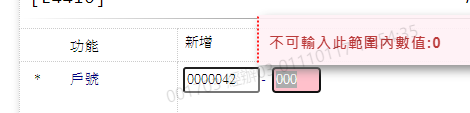 功能 新增
不可輸入此範圍內數值:0
* 戶號 0000042 - 000